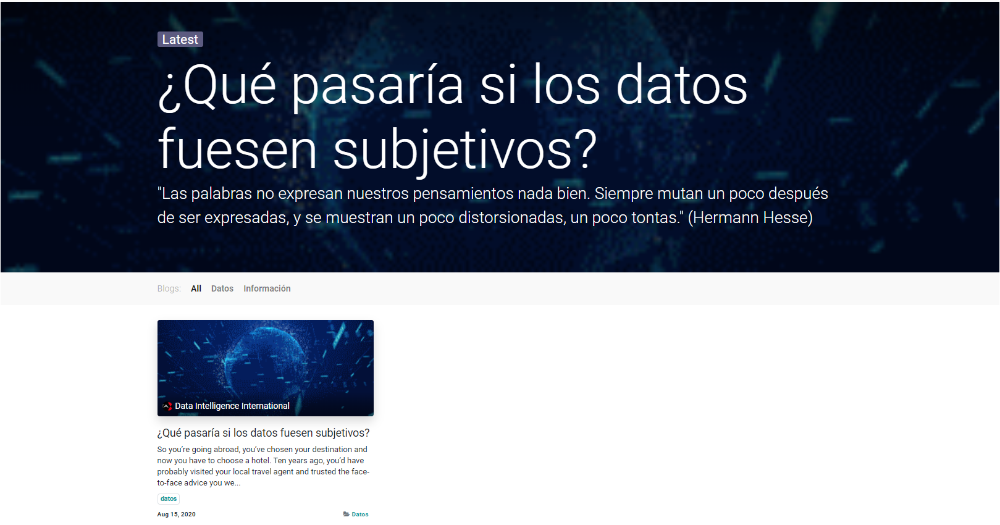 Latest
¿Qué pasaría si los datos
fuesen subjetivos?
"Las palabras no expresan nuestros pensamientos nada bien. Siempre mutan un poco después
de ser expresadas, y se muestran un poco distorsionadas, un poco tontas." (Hermann Hesse)
Blogs: All Datos Información
Data Intelligence International
¿Qué pasaría si los datos fuesen subjetivos?
So you’re going abroad, you’ve chosen your destination and
now you have to choose a hotel. Ten years ago, you’d have
probably visited your local travel agent and trusted the face-
to-face advice you we...
datos
Aug 15, 2020 Datos